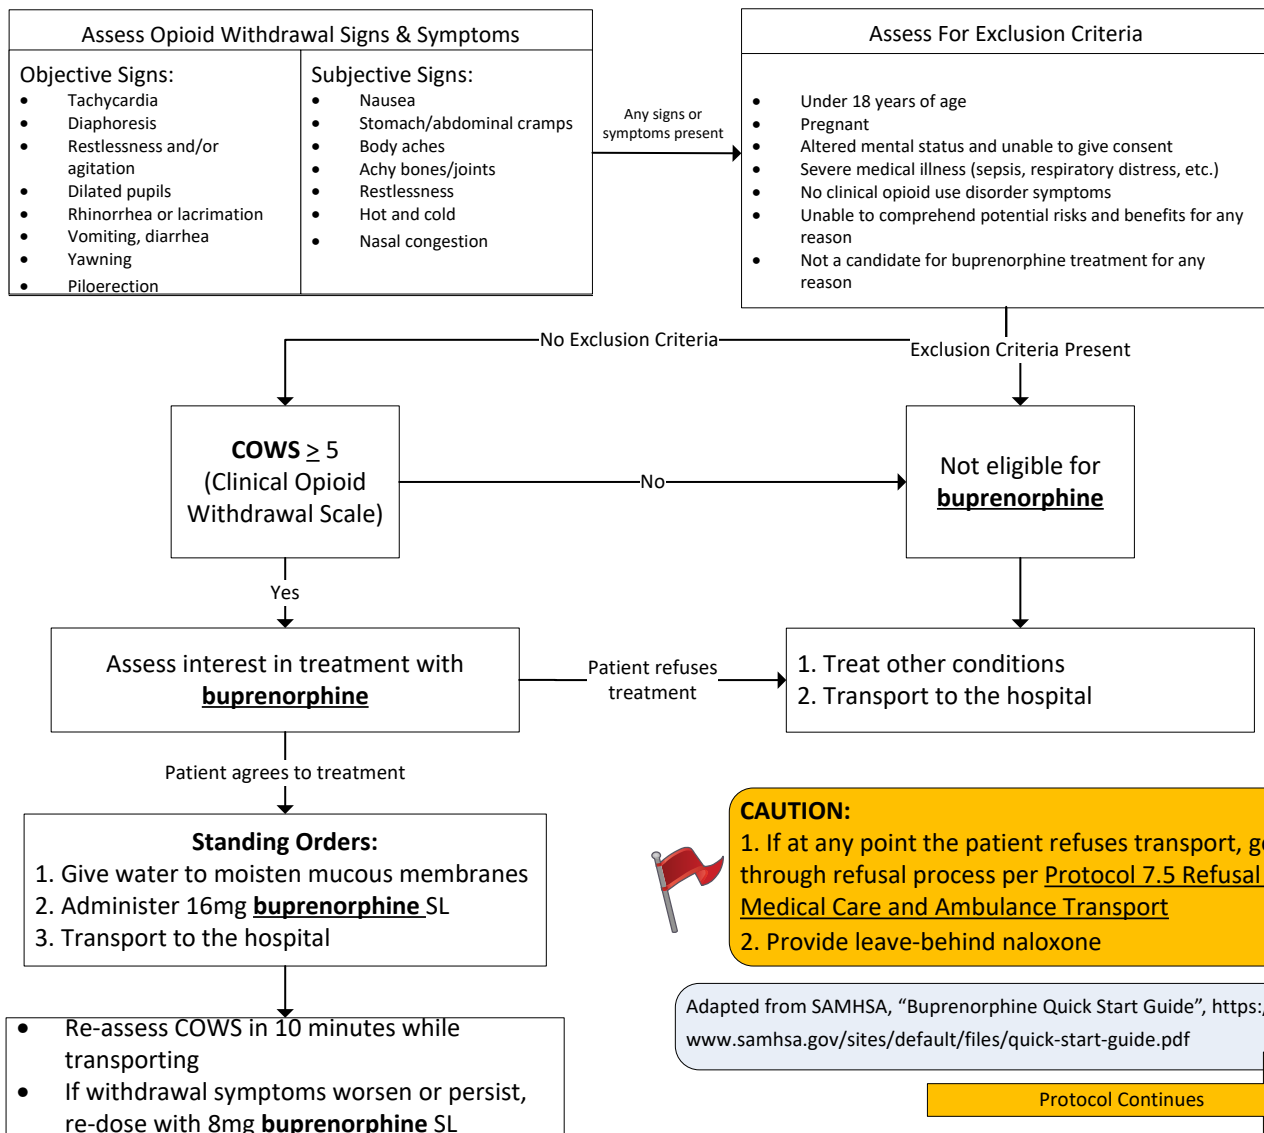 Assess Opioid Withdrawal Signs & Symptoms
Objective Signs:
• Tachycardia
• Diaphoresis
• Restlessness and/or
agitation
• Dilated pupils
• Rhinorrhea or lacrimation
• Vomiting, diarrhea
• Yawning
• Piloerection
Subjective Signs:
• Nausea
• Stomach/abdominal cramps
• Body aches
• Achy bones/joints
• Restlessness
• Hot and cold
• Nasal congestion
Any signs or
symptoms present
Assess For Exclusion Criteria
• Under 18 years of age
• Pregnant
• Altered mental status and unable to give consent
• Severe medical illness (sepsis, respiratory distress, etc.)
• No clinical opioid use disorder symptoms
• Unable to comprehend potential risks and benefits for any
reason
• Not a candidate for buprenorphine treatment for any
reason
No Exclusion Criteria
Exclusion Criteria Present
COWS ≥ 5
(Clinical Opioid
Withdrawal Scale)
No
Not eligible for
buprenorphine
Yes
Assess interest in treatment with
buprenorphine
Patient refuses
treatment
1. Treat other conditions
2. Transport to the hospital
Patient agrees to treatment
Standing Orders:
1. Give water to moisten mucous membranes
2. Administer 16mg buprenorphine SL
3. Transport to the hospital
CAUTION:
1. If at any point the patient refuses transport,
through refusal process per Protocol 7.5 Refusal
Medical Care and Ambulance Transport
2. Provide leave-behind naloxone
Adapted from SAMHSA, “Buprenorphine Quick Start Guide”, https:/
www.samhsa.gov/sites/default/files/quick-start-guide.pdf
• Re-assess COWS in 10 minutes while
transporting
• If withdrawal symptoms worsen or persist,
re-dose with 8mg buprenorphine SL
Protocol Continues